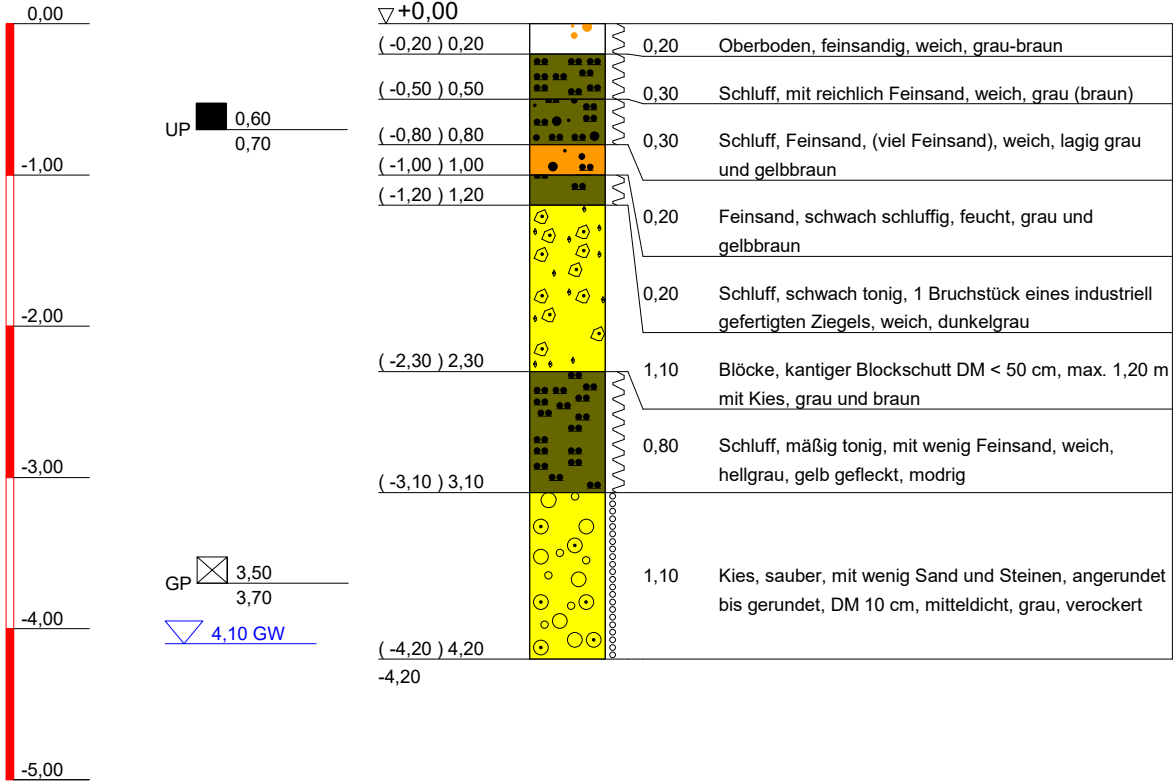 0,00
-1,00
-2,00
-3,00
-4,00
-5,00
UP
0,60
0,70
GP
3,50
3,70
4,10 GW
+0,00
( -0,20 ) 0,20
( -0,50 ) 0,50
( -0,80 ) 0,80
( -1,00 ) 1,00
( -1,20 ) 1,20
( -2,30 ) 2,30
( -3,10 ) 3,10
( -4,20 ) 4,20
-4,20
0,20 Oberboden, feinsandig, weich, grau-braun
0,30 Schluff, mit reichlich Feinsand, weich, grau (braun)
0,30 Schluff, Feinsand, (viel Feinsand), weich, lagig grau
und gelbbraun
0,20 Feinsand, schwach schluffig, feucht, grau und
gelbbraun
0,20 Schluff, schwach tonig, 1 Bruchstück eines industriell
gefertigten Ziegels, weich, dunkelgrau
1,10 Blöcke, kantiger Blockschutt DM < 50 cm, max. 1,20 m
mit Kies, grau und braun
0,80 Schluff, mäßig tonig, mit wenig Feinsand, weich,
hellgrau, gelb gefleckt, modrig
1,10 Kies, sauber, mit wenig Sand und Steinen, angerundet
bis gerundet, DM 10 cm, mitteldicht, grau, verockert